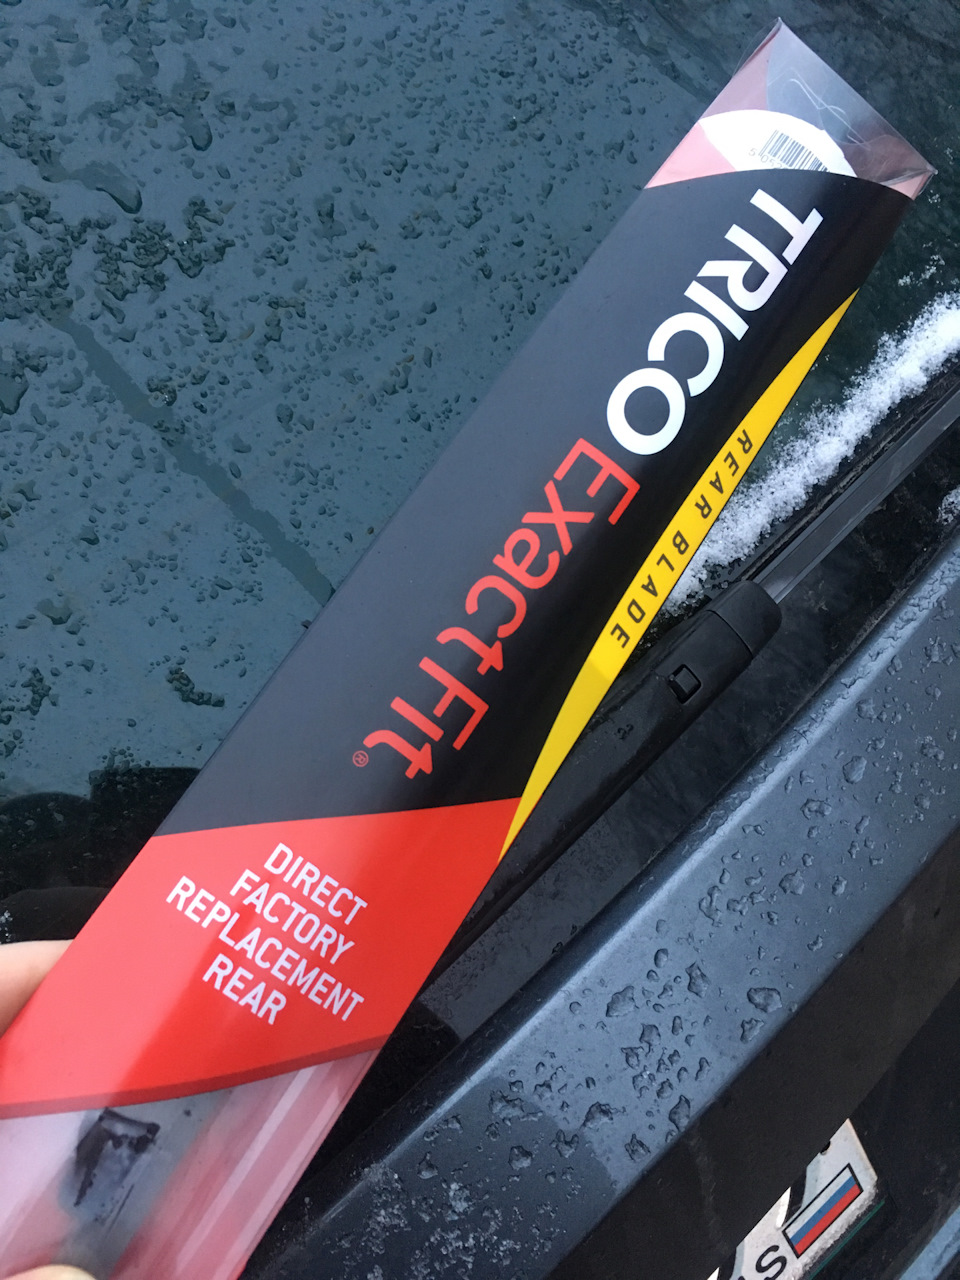 TRICO
ExactFit®
REAR BLADE
DIRECT
FACTORY
REPLACEMENT
REAR